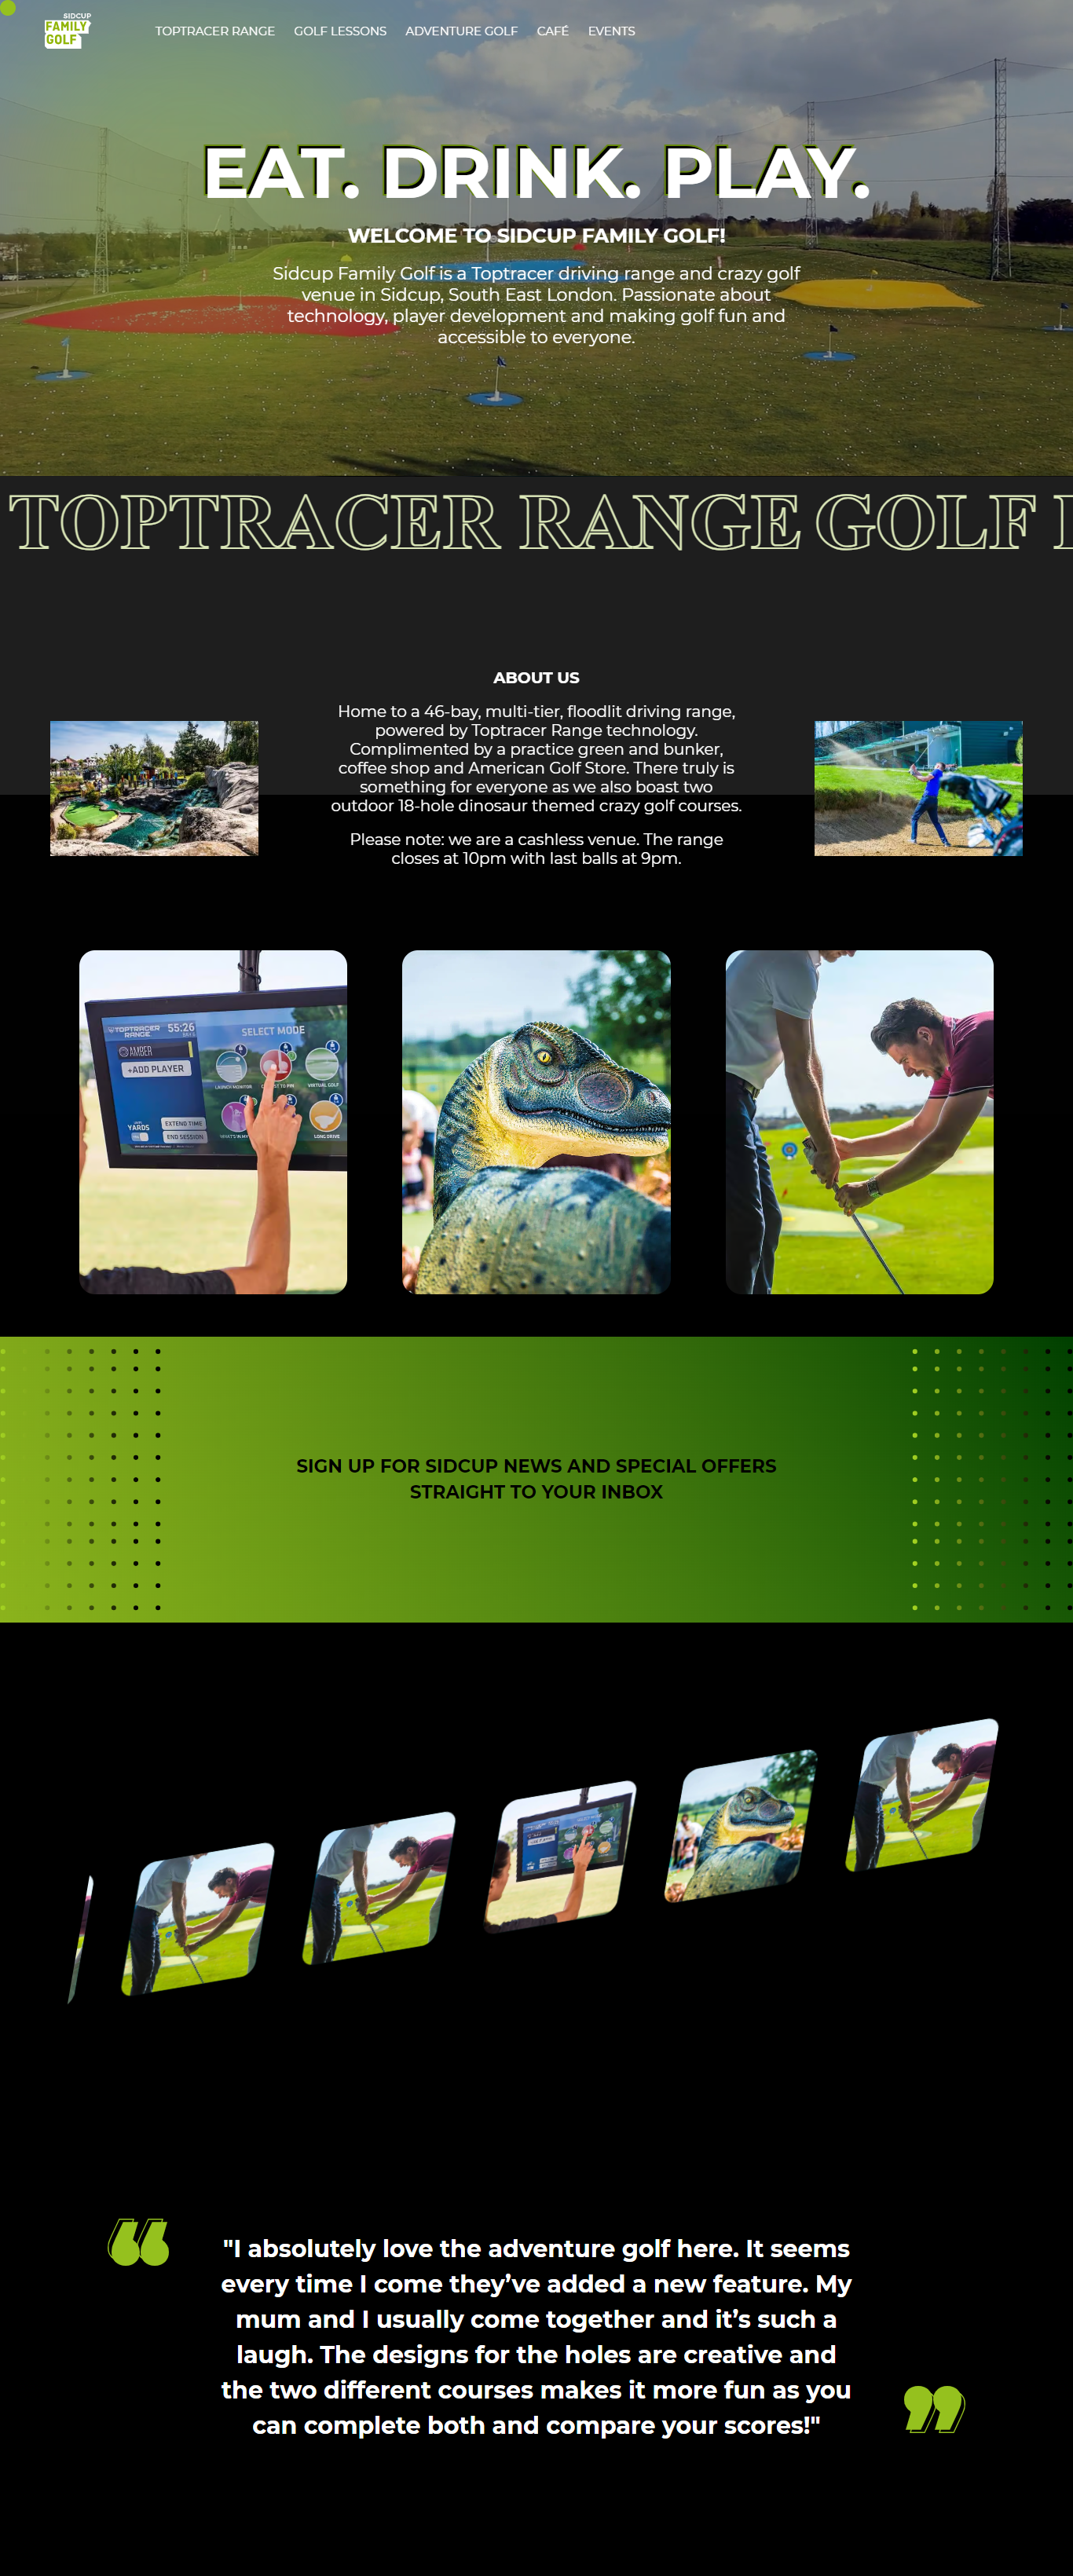 SIDCUP
FAMILY
GOLF
TOPTRACER RANGE GOLF LESSONS ADVENTURE GOLF CAFÉ EVENTS
EAT. DRINK. PLAY.
WELCOME TO SIDCUP FAMILY GOLF!
Sidcup Family Golf is a Toptracer driving range and crazy golf
venue in Sidcup, South East London. Passionate about
technology, player development and making golf fun and
accessible to everyone.
TOPTRACER RANGE GOLF
ABOUT US
Home to a 46-bay, multi-tier, floodlit driving range,
powered by Toptracer Range technology.
Complimented by a practice green and bunker,
coffee shop and American Golf Store. There truly is
something for everyone as we also boast two
outdoor 18-hole dinosaur themed crazy golf courses.
Please note: we are a cashless venue. The range
closes at 10pm with last balls at 9pm.
TOPTRACER RANGE 55:26
SELECT MODE
AMBER
+ADD PLAYER
LAUNCH MONITOR
VIRTUAL GOLF
YARDS
EXTEND TIME
END SESSION
WHAT'S IN MY
LONG DRIVE
SIGN UP FOR SIDCUP NEWS AND SPECIAL OFFERS
STRAIGHT TO YOUR INBOX
"I absolutely love the adventure golf here. It seems
every time I come they’ve added a new feature. My
mum and I usually come together and it’s such a
laugh. The designs for the holes are creative and
the two different courses makes it more fun as you
can complete both and compare your scores!"